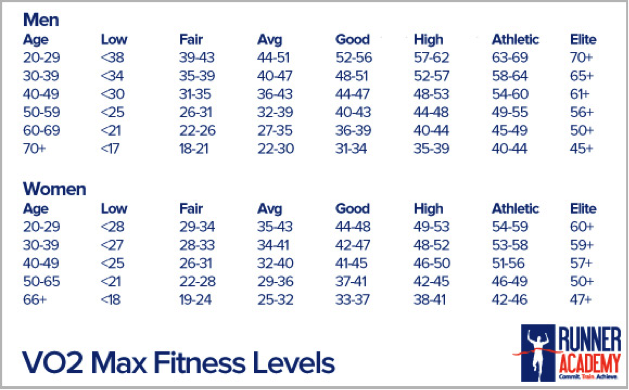 Men
Age Low Fair Avg Good High Athletic Elite
20-29 <38 39-43 44-51 52-56 57-62 63-69 70+
30-39 <34 35-39 40-47 48-51 52-57 58-64 65+
40-49 <30 31-35 36-43 44-47 48-53 54-60 61+
50-59 <25 26-31 32-39 40-43 44-48 49-55 56+
60-69 <21 22-26 27-35 36-39 40-44 45-49 50+
70+ <17 18-21 22-30 31-34 35-39 40-44 45+
Women
Age Low Fair Avg Good High Athletic Elite
20-29 <28 29-34 35-43 44-48 49-53 54-59 60+
30-39 <27 28-33 34-41 42-47 48-52 53-58 59+
40-49 <25 26-31 32-40 41-45 46-50 51-56 57+
50-65 <21 22-28 29-36 37-41 42-45 46-49 50+
66+ <18 19-24 25-32 33-37 38-41 42-46 47+
VO2 Max Fitness Levels
RUNNER
ACADEMY
Commit. Train. Achieve.